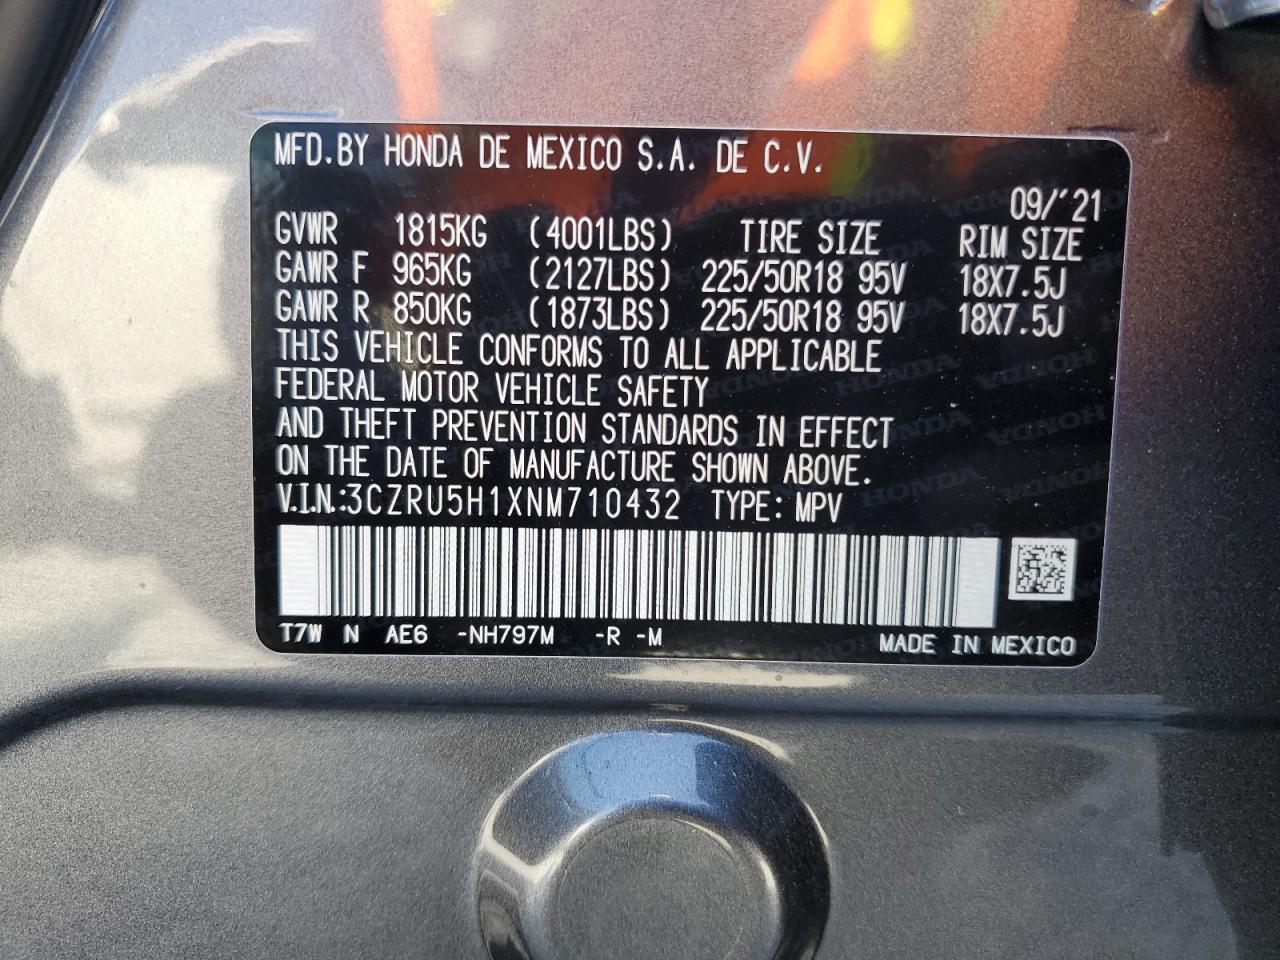 MFD.BY HONDA DE MEXICO S.A. DE C.V.
09/'21
GVWR 1815KG (4001LBS) TIRE SIZE RIM SIZE
GAWR F 965KG (2127LBS) 225/50R18 95V 18X7.5J
GAWR R 850KG (1873LBS) 225/50R18 95V 18X7.5J
THIS VEHICLE CONFORMS TO ALL APPLICABLE
FEDERAL MOTOR VEHICLE SAFETY
AND THEFT PREVENTION STANDARDS IN EFFECT
ON THE DATE OF MANUFACTURE SHOWN ABOVE.
V.I.N.:3CZRU5H1XNM710432 TYPE: MPV
T7W N AE6 -NH797M -R -M MADE IN MEXICO